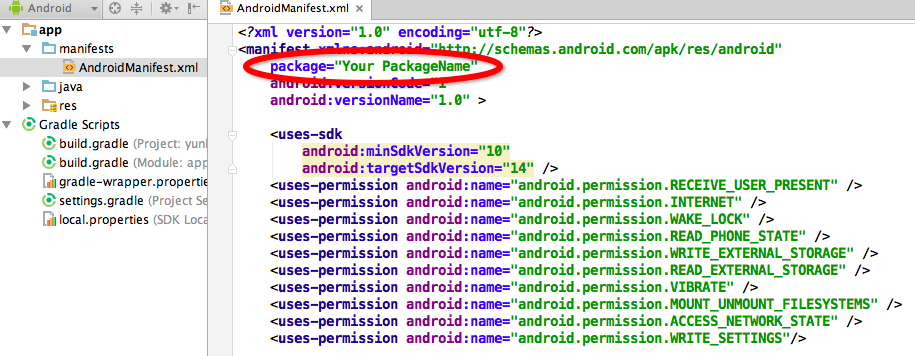 Android
app
manifests
AndroidManifest.xml
java
res
Gradle Scripts
build.gradle (Project: yunl
build.gradle (Module: app
gradle-wrapper.properties
settings.gradle (Project Se
local.properties (SDK Loca
AndroidManifest.xml ×
<?xml version="1.0" encoding="utf-8"?>
<manifest xmlns:android="http://schemas.android.com/apk/res/android"
package="Your PackageName"
android:versionCode="1"
android:versionName="1.0" >
<uses-sdk
android:minSdkVersion="10"
android:targetSdkVersion="14" />
<uses-permission android:name="android.permission.RECEIVE_USER_PRESENT" />
<uses-permission android:name="android.permission.INTERNET" />
<uses-permission android:name="android.permission.WAKE_LOCK" />
<uses-permission android:name="android.permission.READ_PHONE_STATE" />
<uses-permission android:name="android.permission.WRITE_EXTERNAL_STORAGE" />
<uses-permission android:name="android.permission.READ_EXTERNAL_STORAGE" />
<uses-permission android:name="android.permission.VIBRATE" />
<uses-permission android:name="android.permission.MOUNT_UNMOUNT_FILESYSTEMS" />
<uses-permission android:name="android.permission.ACCESS_NETWORK_STATE" />
<uses-permission android:name="android.permission.WRITE_SETTINGS"/>